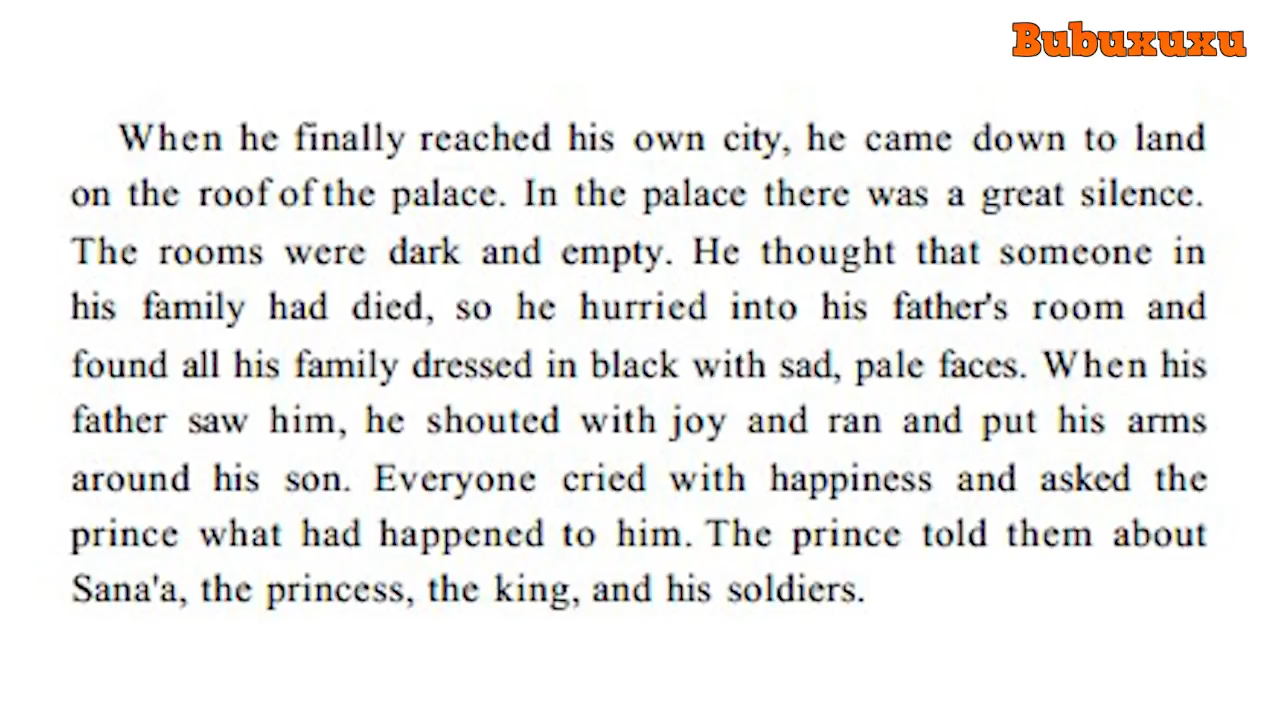 Bubuxuxu
When he finally reached his own city, he came down to land
on the roof of the palace. In the palace there was a great silence.
The rooms were dark and empty. He thought that someone in
his family had died, so he hurried into his father's room and
found all his family dressed in black with sad, pale faces. When his
father saw him, he shouted with joy and ran and put his arms
around his son. Everyone cried with happiness and asked the
prince what had happened to him. The prince told them about
Sana'a, the princess, the king, and his soldiers.